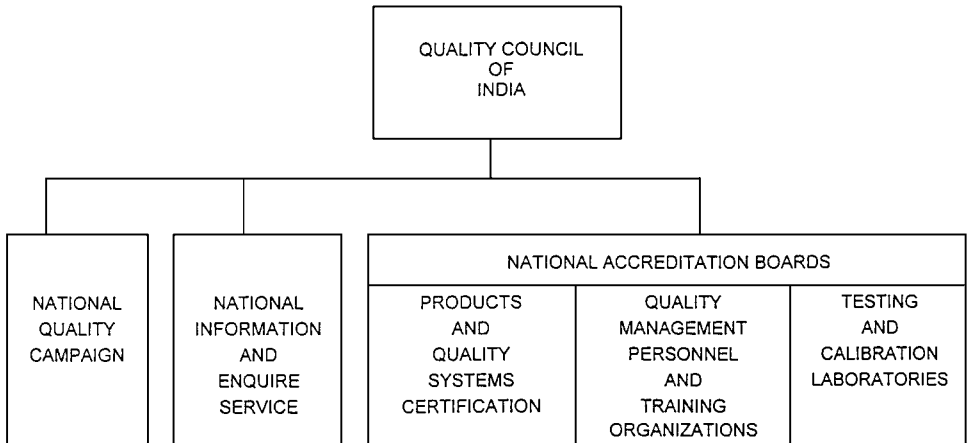 QUALITY COUNCIL
OF
INDIA
NATIONAL
QUALITY
CAMPAIGN
NATIONAL
INFORMATION
AND
ENQUIRE
SERVICE
NATIONAL ACCREDITATION BOARDS
PRODUCTS
AND
QUALITY
SYSTEMS
CERTIFICATION
QUALITY
MANAGEMENT
PERSONNEL
AND
TRAINING
ORGANIZATIONS
TESTING
AND
CALIBRATION
LABORATORIES